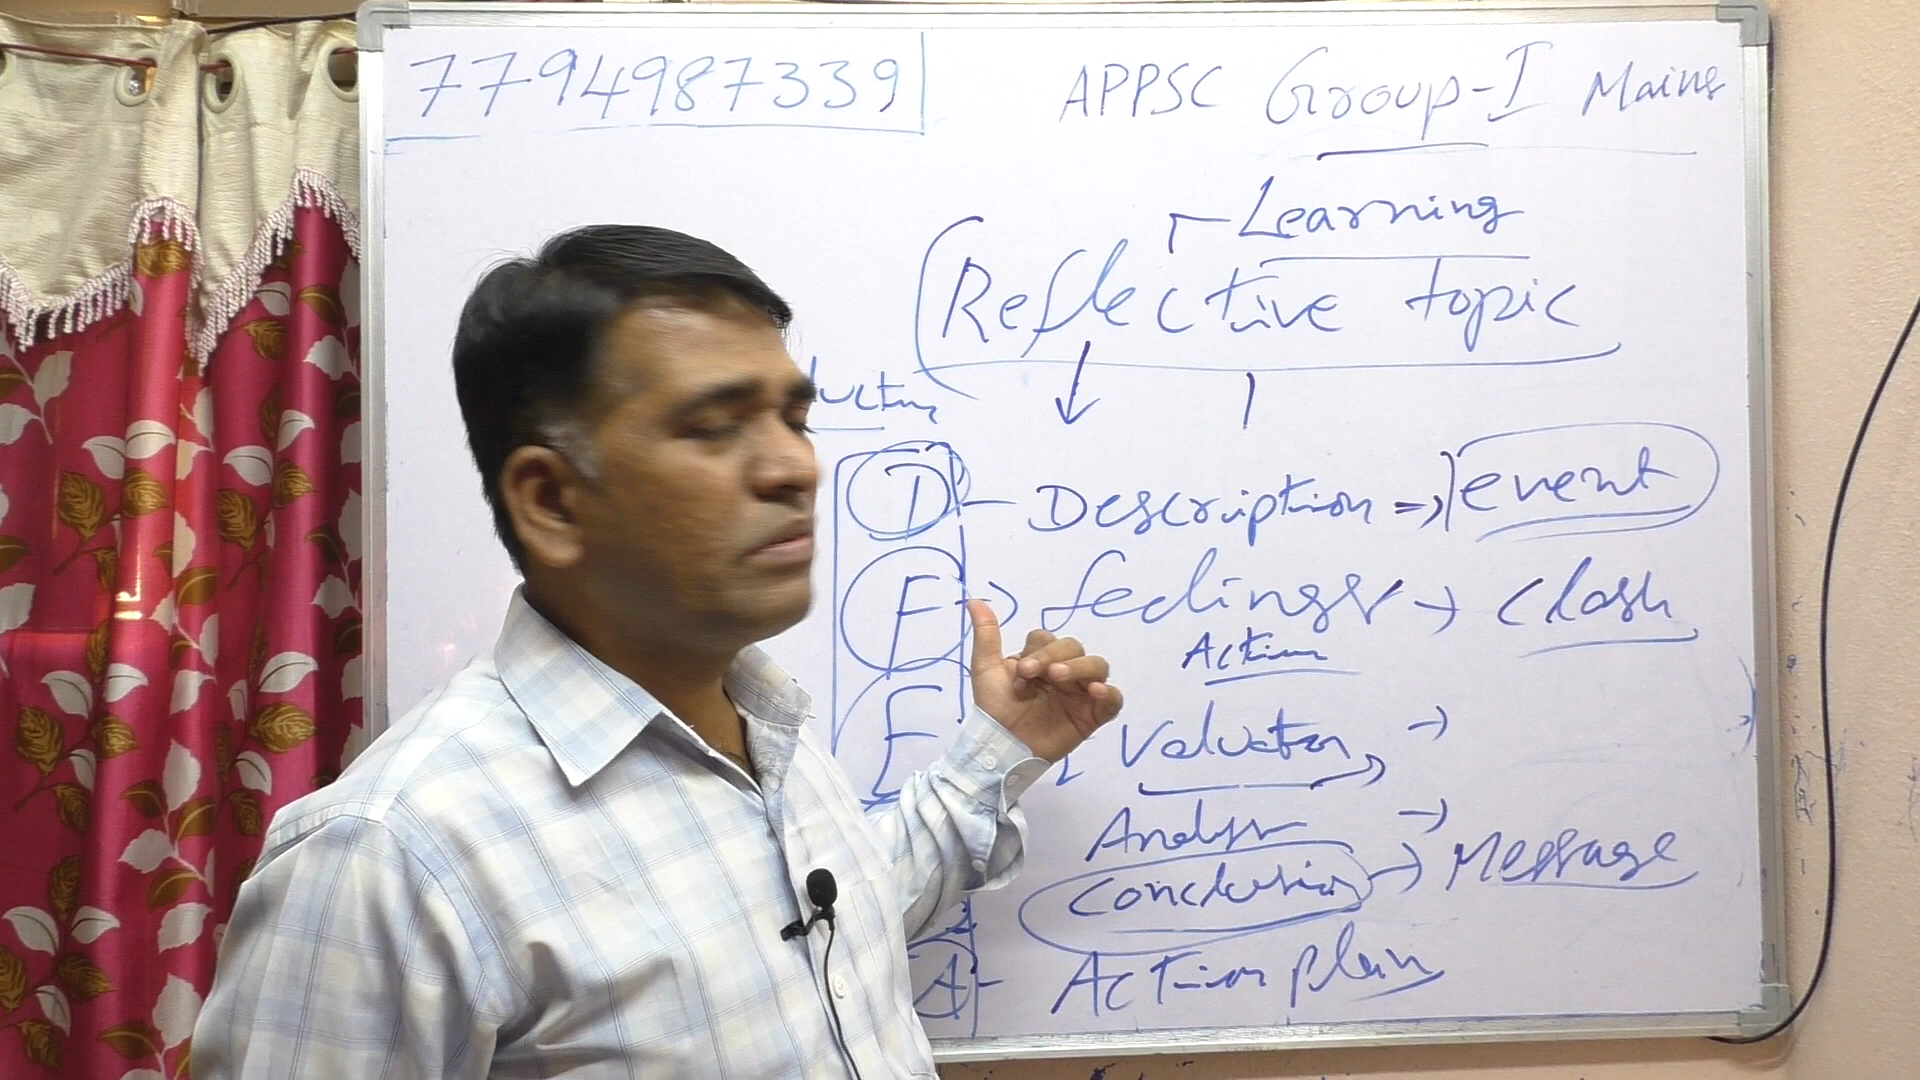 7794987339
APPSC Group-I Mains
Learning
Reflective topic
D - Description => event
F -> feelings -> clash
Action
E Valuation ->
Analysis ->
Conclusion -> Message
A - Action plan